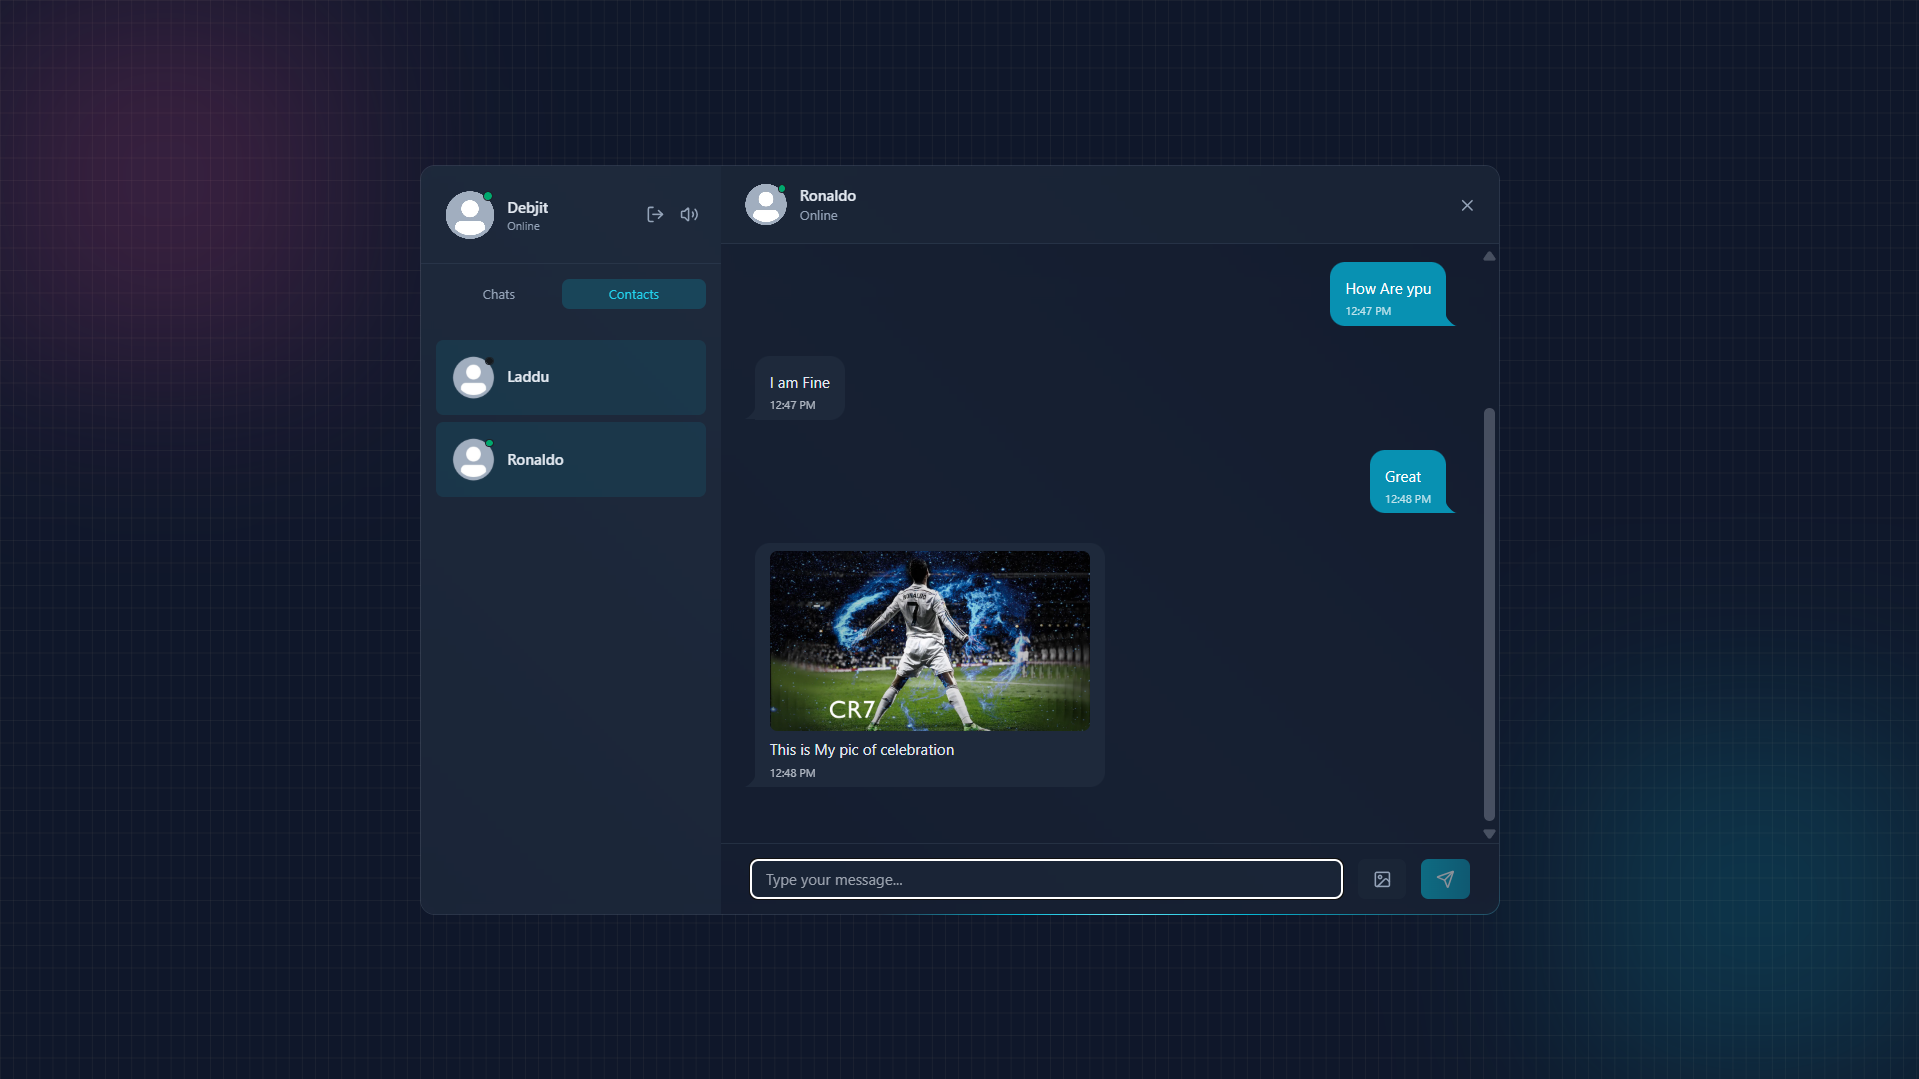 Debjit
Online
Chats
Contacts
Laddu
Ronaldo
Ronaldo
Online
How Are ypu
12:47 PM
I am Fine
12:47 PM
Great
12:48 PM
RONALDO
7
CR7
This is My pic of celebration
12:48 PM
Type your message...